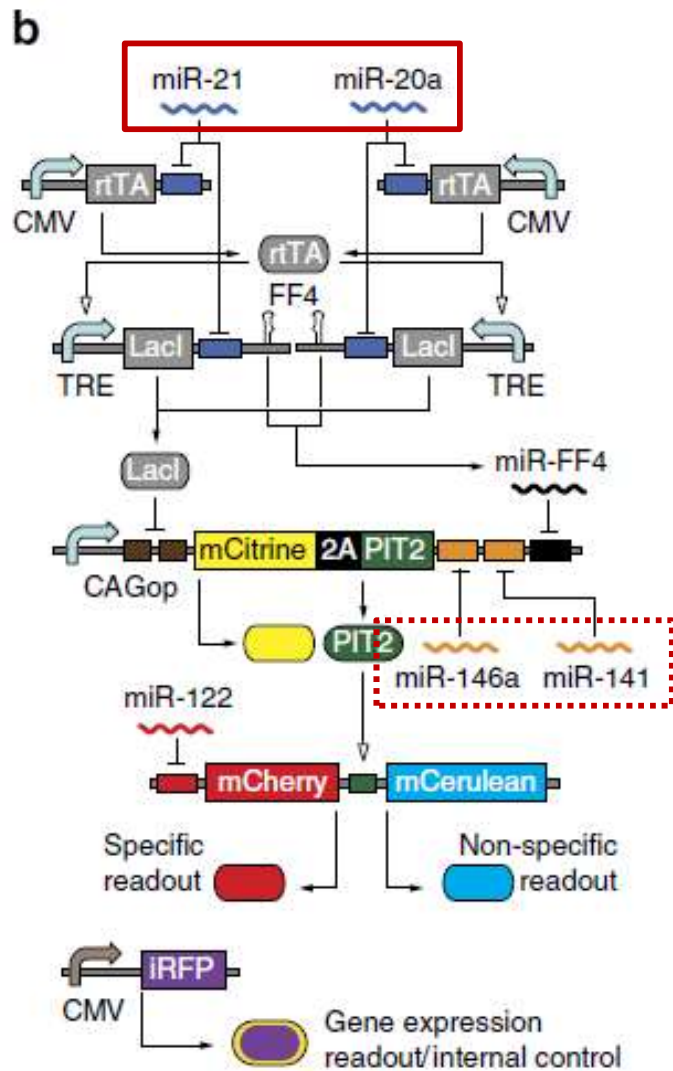 b
miR-21 miR-20a
rtTA rtTA
CMV CMV
rtTA
FF4
LacI LacI
TRE TRE
LacI miR-FF4
mCitrine 2A PIT2
CAGop
PIT2
miR-146a miR-141
miR-122
mCherry mCerulean
Specific Non-specific
readout readout
iRFP
CMV
Gene expression
readout/internal control